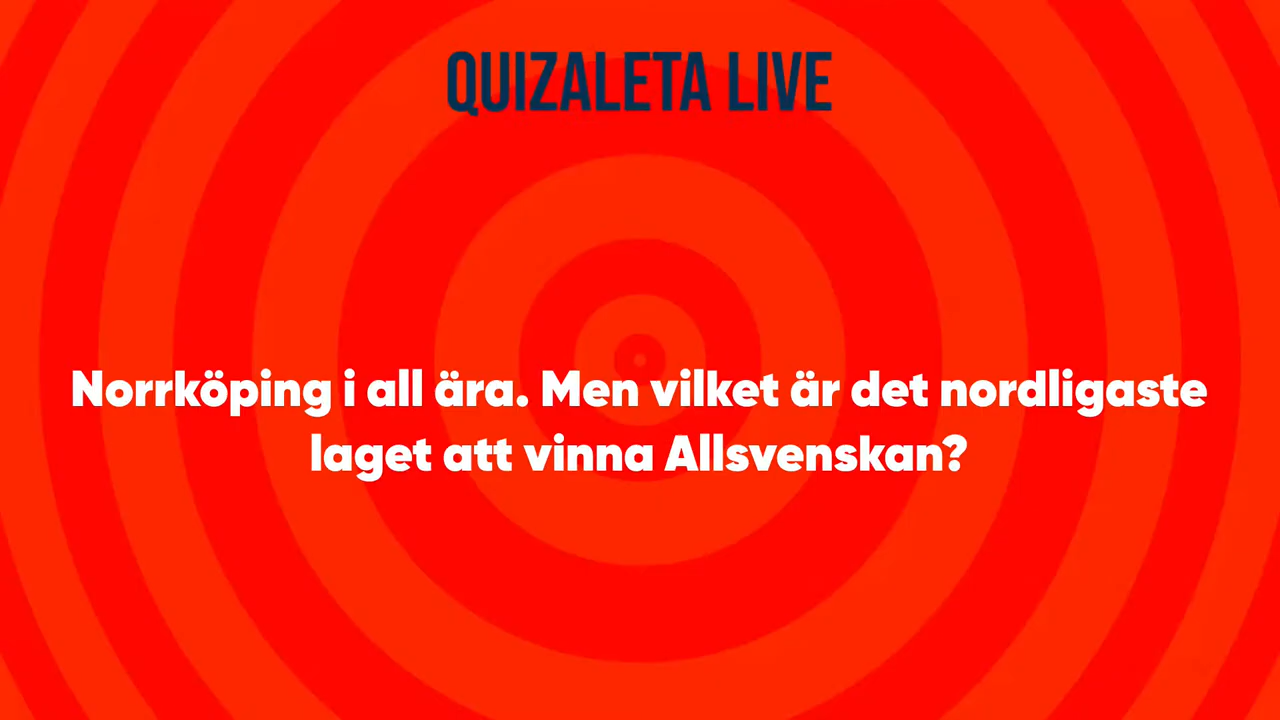 QUIZALETA LIVE
Norrköping i all ära. Men vilket är det nordligaste
laget att vinna Allsvenskan?